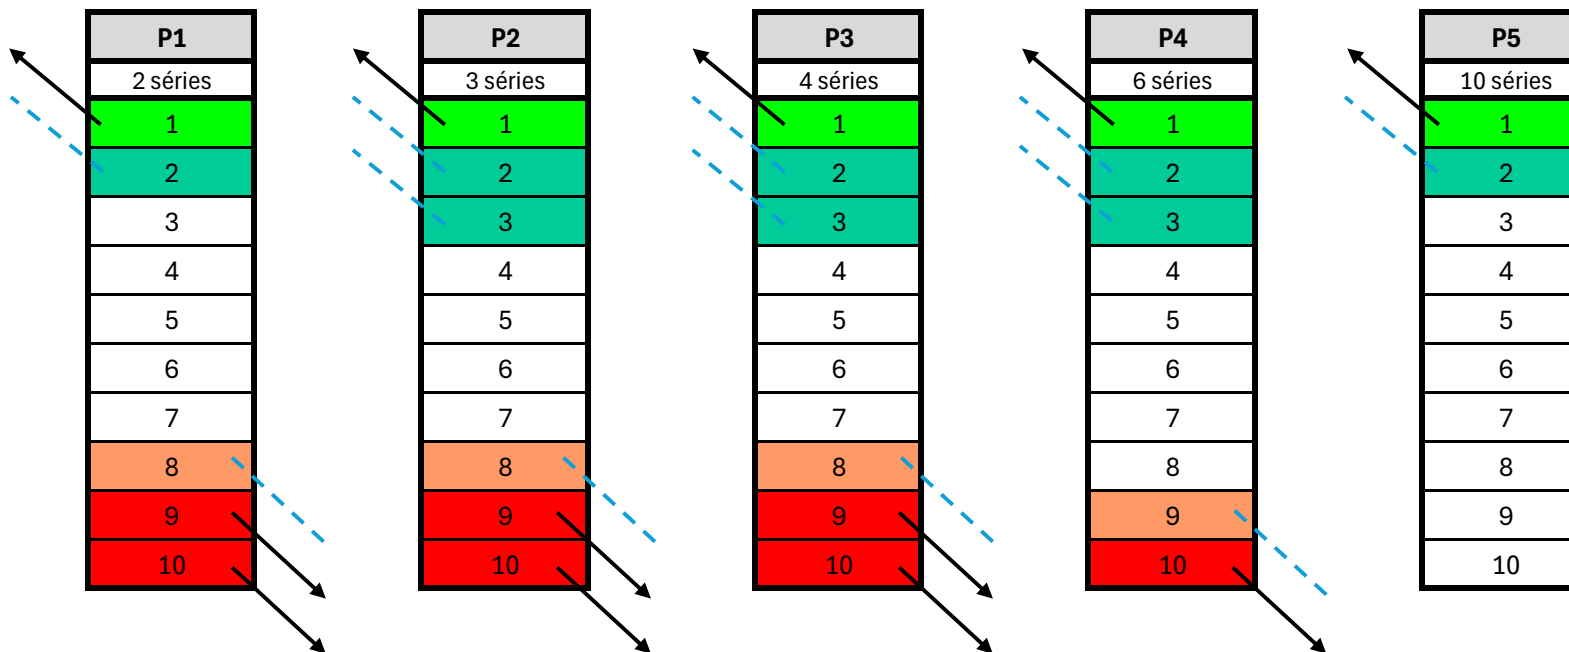 P1 P2 P3 P4 P5
2 séries 3 séries 4 séries 6 séries 10 séries
1 1 1 1 1
2 2 2 2 2
3 3 3 3 3
4 4 4 4 4
5 5 5 5 5
6 6 6 6 6
7 7 7 7 7
8 8 8 8 8
9 9 9 9 9
10 10 10 10 10